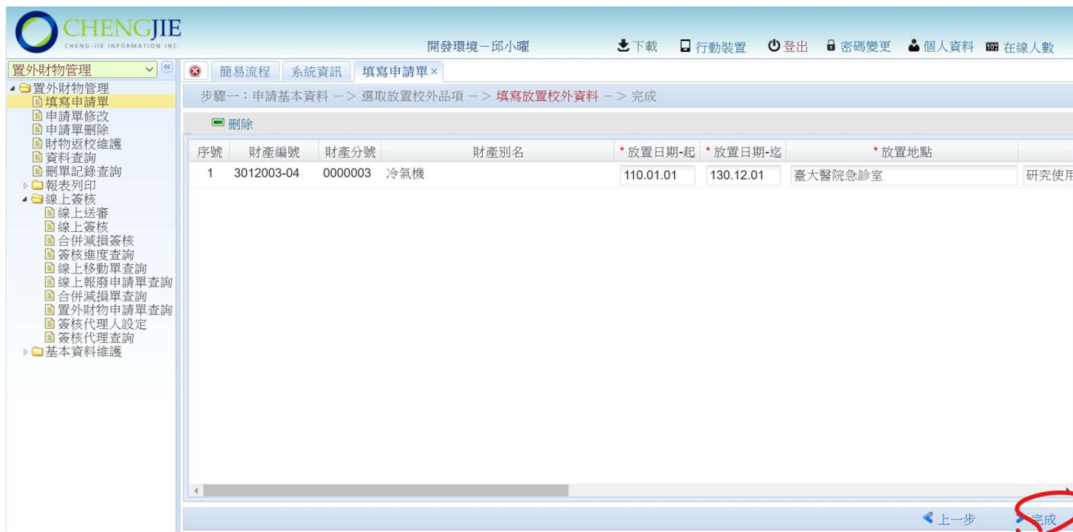 CHENGJIE
CHENG-JIE INFORMATION INC.
開發環境－邱小曜
下載 行動裝置 登出 密碼變更 個人資料 在線人數
置外財物管理
簡易流程 系統資訊 填寫申請單×
步驟一：申請基本資料 －> 選取放置校外品項 －> 填寫放置校外資料 －> 完成
刪除
置外財物管理
填寫申請單
申請單修改
申請單刪除
財物返校維護
資料查詢
刪單記錄查詢
報表列印
線上簽核
線上送審
線上簽核
合併減損簽核
簽核進度查詢
線上移動單查詢
線上報廢申請單查詢
合併減損單查詢
置外財物申請單查詢
簽核代理人設定
簽核代理查詢
基本資料維護
序號 財產編號 財產分號 財產別名 *放置日期-起 *放置日期-迄 *放置地點
1 3012003-04 0000003 冷氣機 110.01.01 130.12.01 臺大醫院急診室 研究使用
上一步 完成